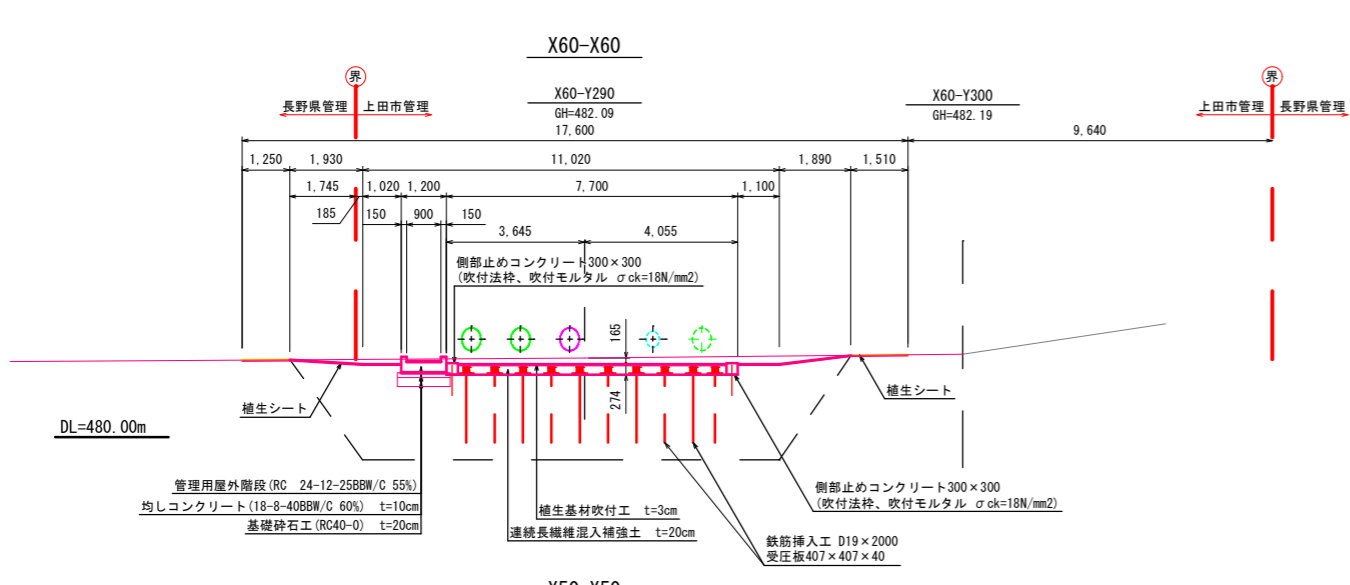 X60-X60
界
界
長野県管理 上田市管理
X60-Y290
GH=482.09
X60-Y300
GH=482.19
上田市管理 長野県管理
17,600
9,640
1,250
1,930
11,020
1,890
1,510
1,745
1,020
1,200
7,700
1,100
185
150
900
150
3,645
4,055
側部止めコンクリート300×300
(吹付法枠、吹付モルタル σck=18N/mm2)
165
274
植生シート
植生シート
DL=480.00m
管理用屋外階段(RC 24-12-25BBW/C 55%)
均しコンクリート(18-8-40BBW/C 60%) t=10cm
基礎砕石工(RC40-0) t=20cm
植生基材吹付工 t=3cm
連続長繊維混入補強土 t=20cm
側部止めコンクリート300×300
(吹付法枠、吹付モルタル σck=18N/mm2)
鉄筋挿入工 D19×2000
受圧板407×407×40
X50-X50